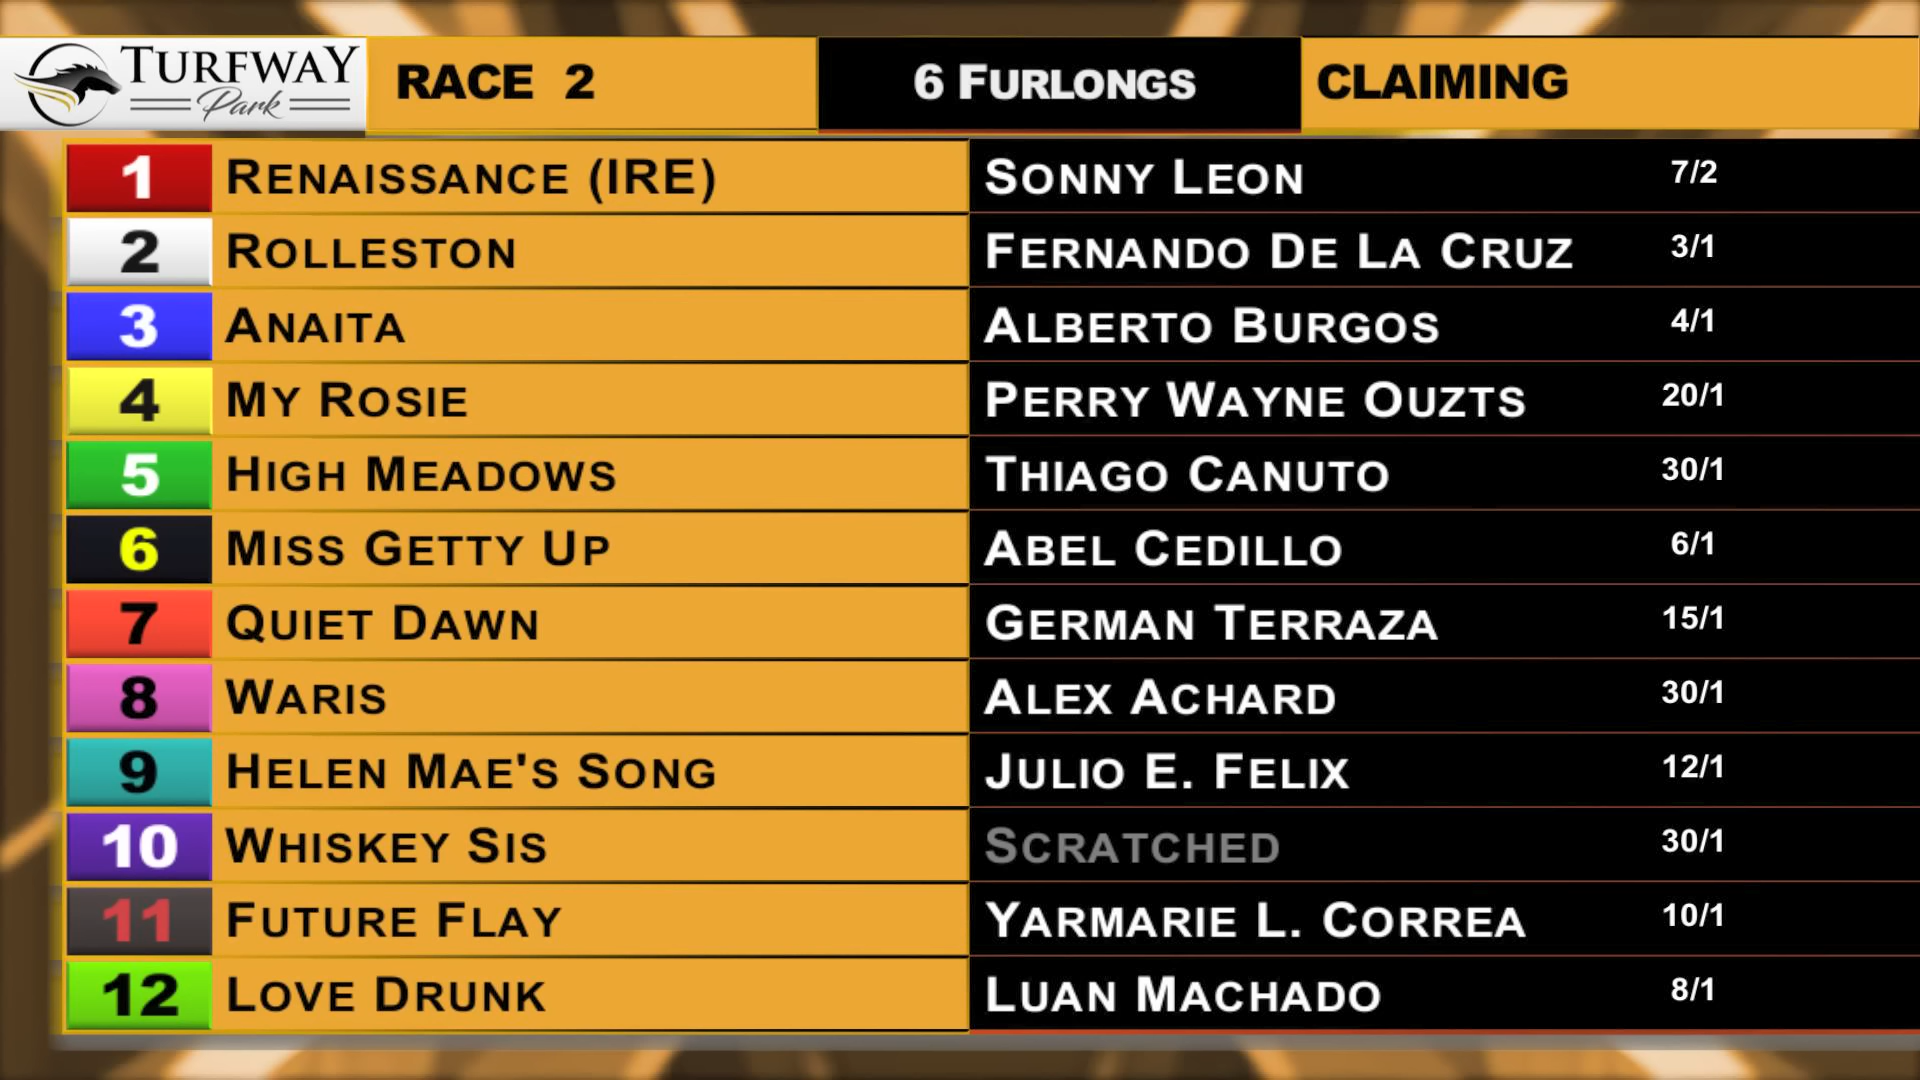 TURFWAY
Park
RACE 2
6 FURLONGS
CLAIMING
1 RENAISSANCE (IRE) SONNY LEON 7/2
2 ROLLESTON FERNANDO DE LA CRUZ 3/1
3 ANAITA ALBERTO BURGOS 4/1
4 MY ROSIE PERRY WAYNE OUZTS 20/1
5 HIGH MEADOWS THIAGO CANUTO 30/1
6 MISS GETTY UP ABEL CEDILLO 6/1
7 QUIET DAWN GERMAN TERRAZA 15/1
8 WARIS ALEX ACHARD 30/1
9 HELEN MAE'S SONG JULIO E. FELIX 12/1
10 WHISKEY SIS SCRATCHED 30/1
11 FUTURE FLAY YARMARIE L. CORREA 10/1
12 LOVE DRUNK LUAN MACHADO 8/1